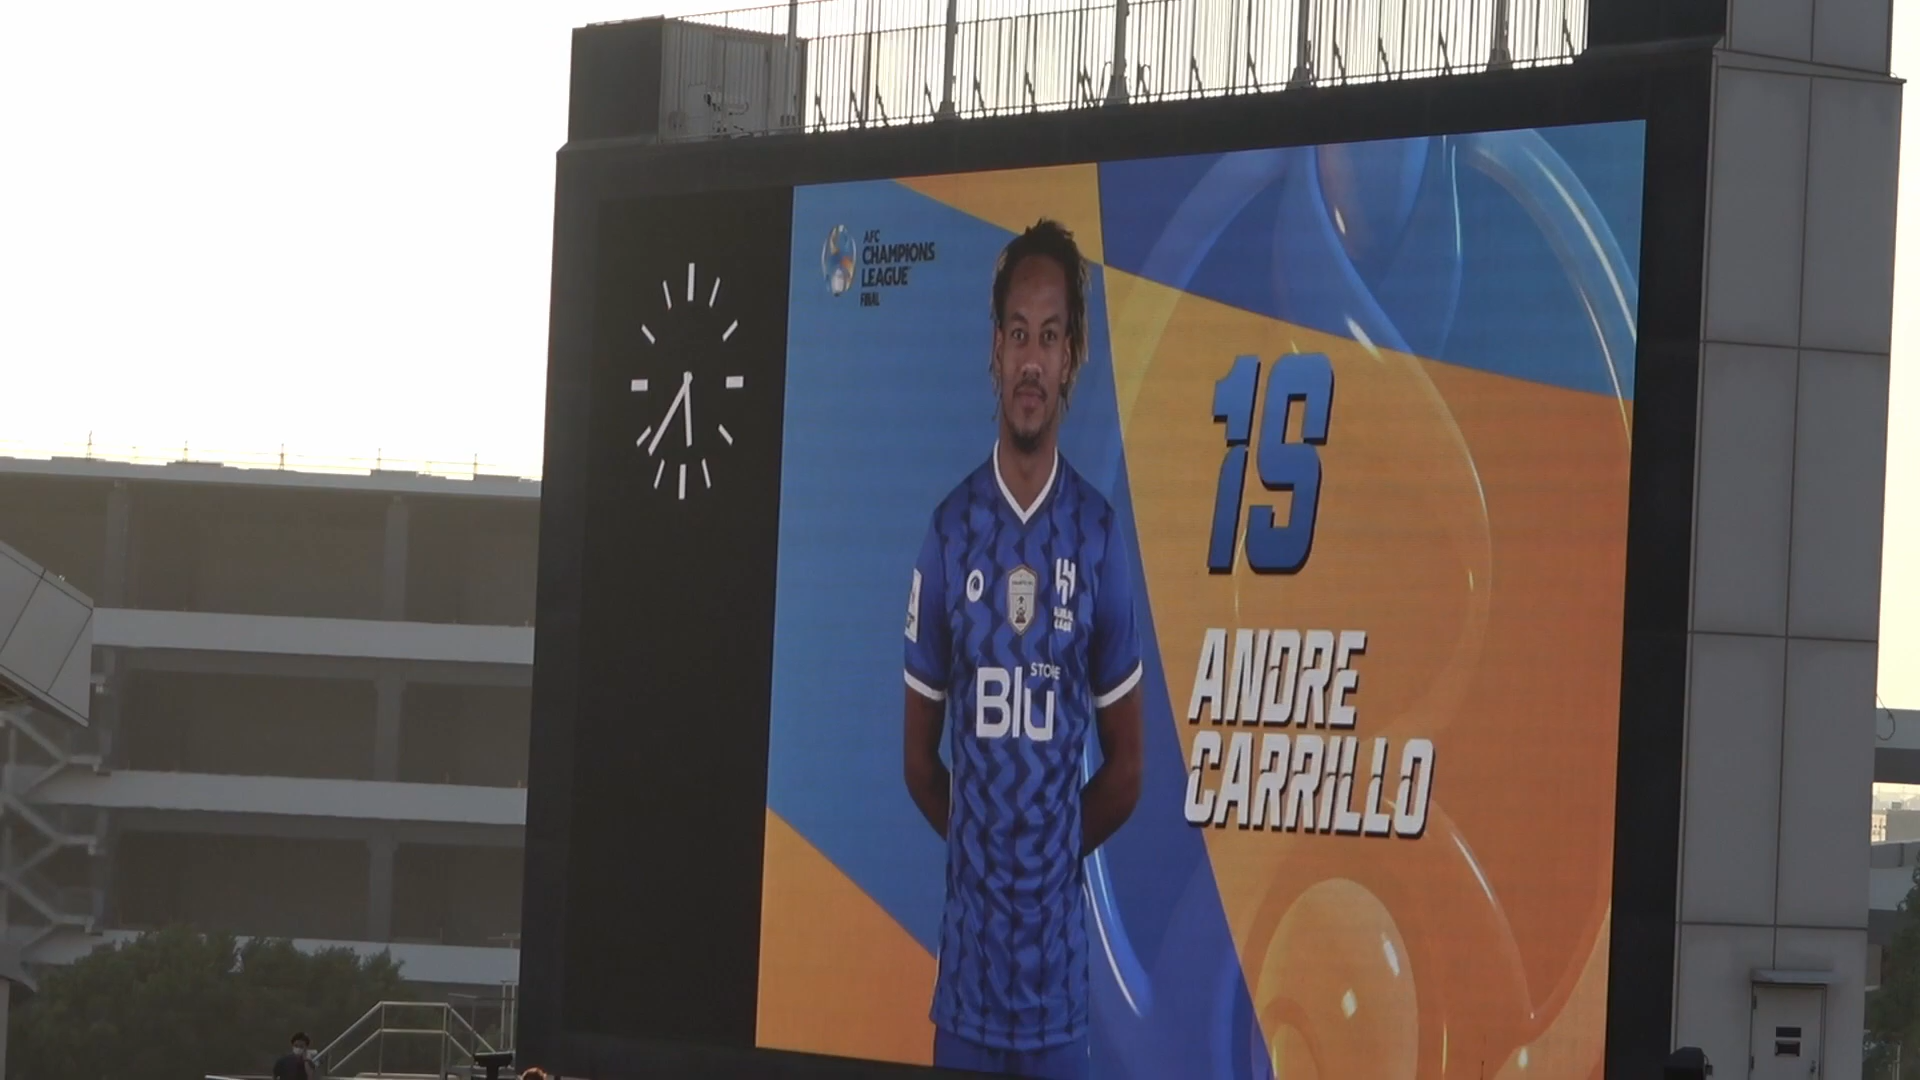 AFC
CHAMPIONS
LEAGUE
FINAL
19
ANDRE
CARRILLO
STORE
Blu